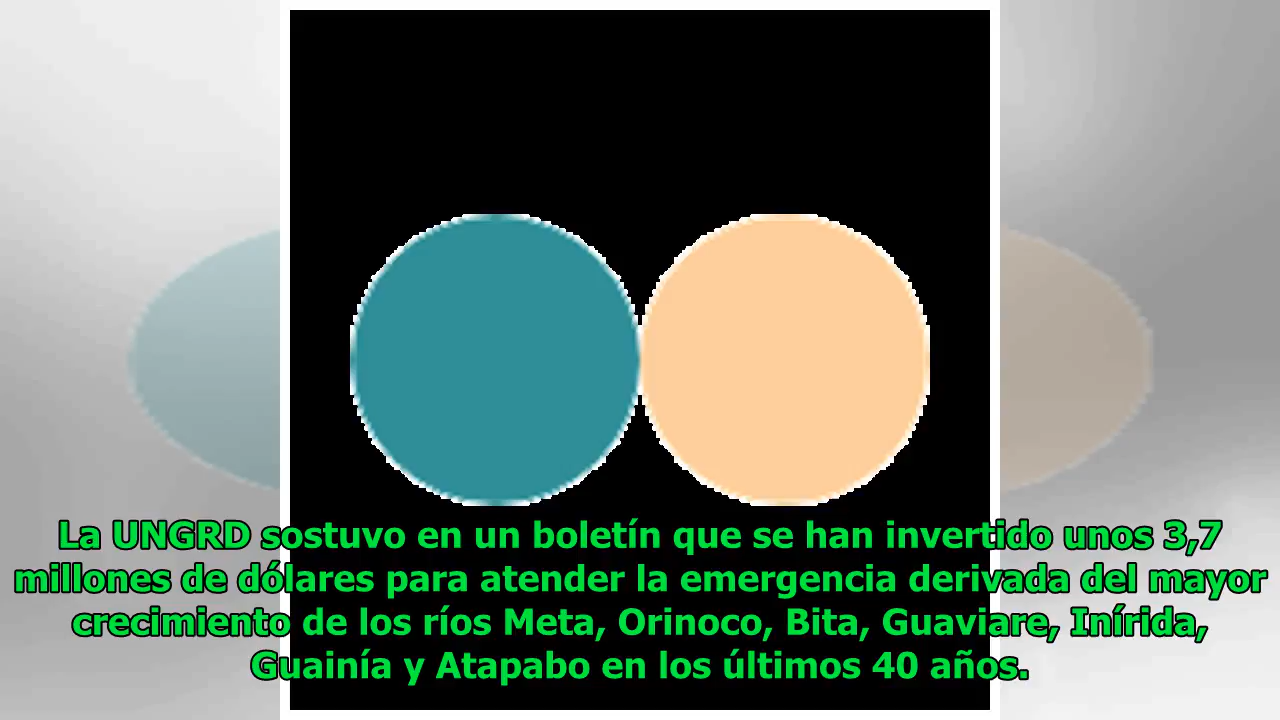 La UNGRD sostuvo en un boletín que se han invertido unos 3,7
millones de dólares para atender la emergencia derivada del mayor
crecimiento de los ríos Meta, Orinoco, Bita, Guaviare, Inírida,
Guainía y Atapabo en los últimos 40 años.